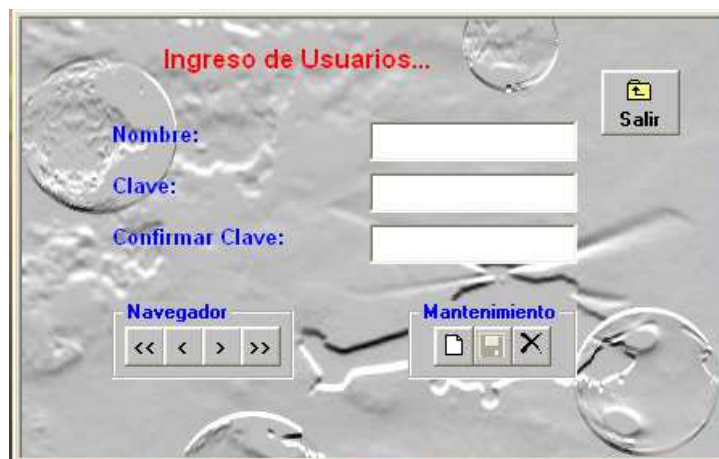 Ingreso de Usuarios...
Salir
Nombre:
Clave:
Confirmar Clave:
Navegador
<< < > >>
Mantenimiento